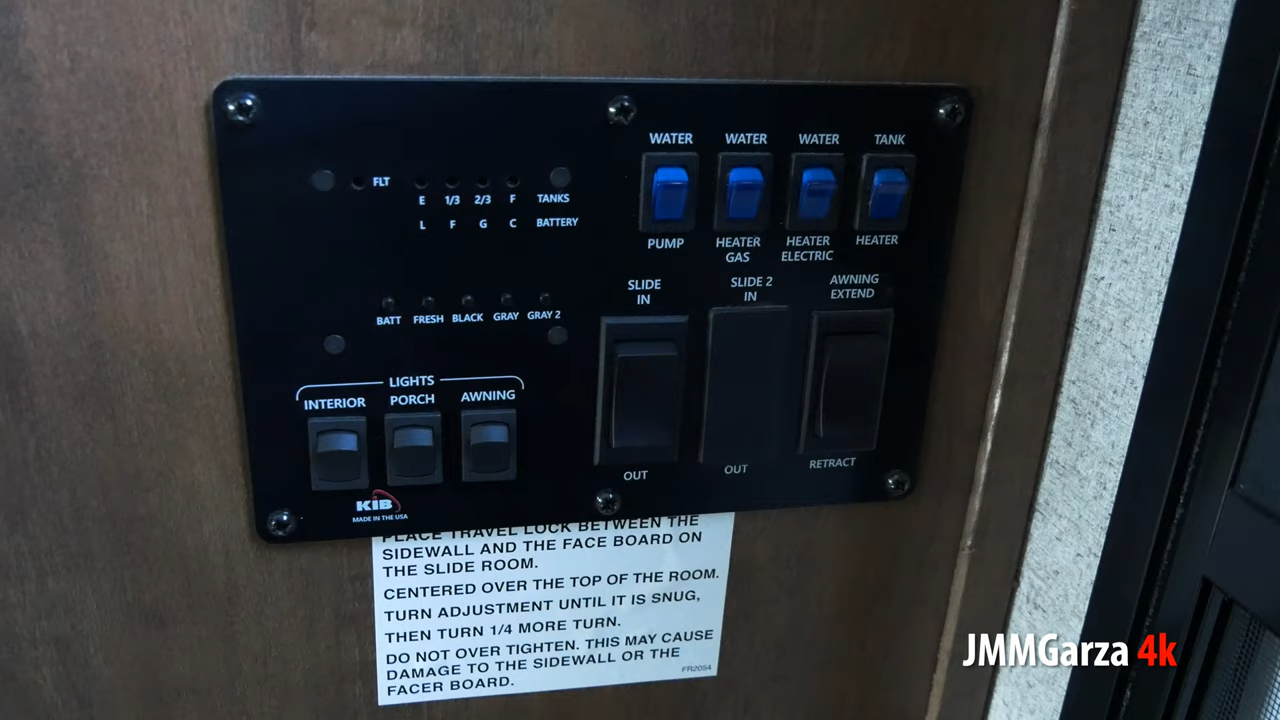 WATER WATER WATER TANK
FLT
E 1/3 2/3 F TANKS
L F G C BATTERY
PUMP HEATER GAS HEATER ELECTRIC HEATER
SLIDE IN
SLIDE 2 IN
AWNING EXTEND
BATT FRESH BLACK GRAY GRAY 2
LIGHTS
INTERIOR PORCH AWNING
OUT OUT RETRACT
KIB
MADE IN THE USA
PLACE TRAVEL LOCK BETWEEN THE
SIDEWALL AND THE FACE BOARD ON
THE SLIDE ROOM.
CENTERED OVER THE TOP OF THE ROOM.
TURN ADJUSTMENT UNTIL IT IS SNUG,
THEN TURN 1/4 MORE TURN.
DO NOT OVER TIGHTEN. THIS MAY CAUSE
DAMAGE TO THE SIDEWALL OR THE
FACER BOARD.
FR2054
JMMGarza 4k